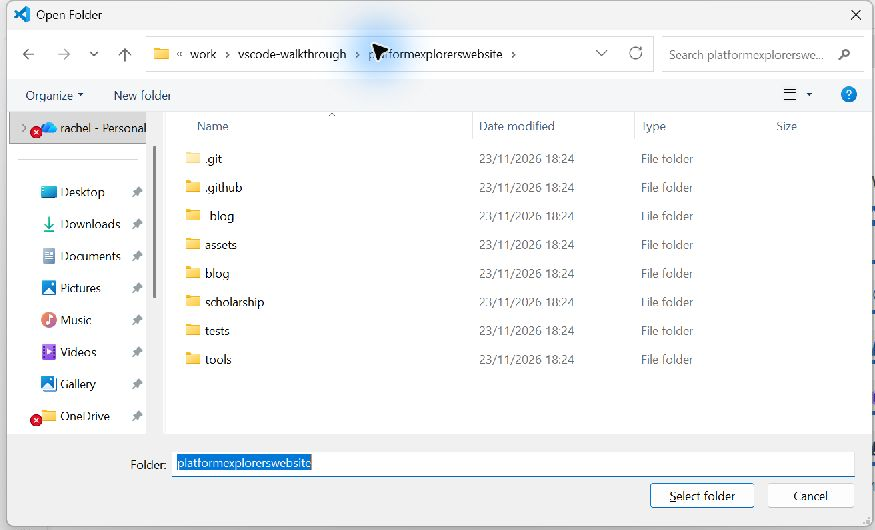 Open Folder
« work › vscode-walkthrough › platformexplorerswebsite ›
Search platformexplorerswe...
Organize
New folder
?
rachel - Personal
Name Date modified Type Size
.git 23/11/2026 18:24 File folder
.github 23/11/2026 18:24 File folder
_blog 23/11/2026 18:24 File folder
assets 23/11/2026 18:24 File folder
blog 23/11/2026 18:24 File folder
scholarship 23/11/2026 18:24 File folder
tests 23/11/2026 18:24 File folder
tools 23/11/2026 18:24 File folder
Desktop
Downloads
Documents
Pictures
Music
Videos
Gallery
OneDrive
Folder: platformexplorerswebsite
Select folder
Cancel